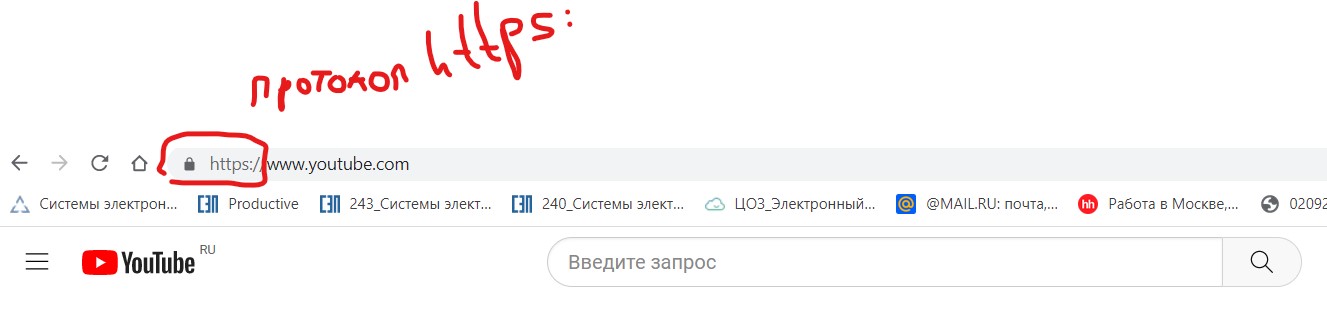 протокол https:
https://www.youtube.com
Системы электрон... Productive 243_Системы элект... 240_Системы элект... ЦОЗ_Электронный... @MAIL.RU: почта,... Работа в Москве,... 02092
YouTube RU
Введите запрос